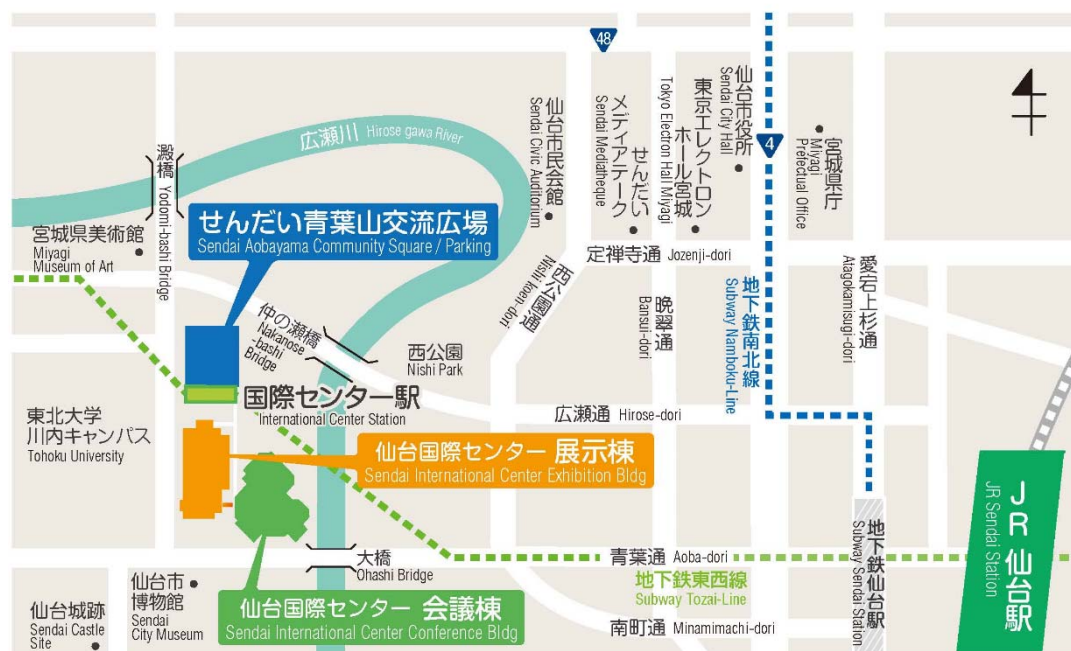 48
仙台市民会館
Sendai Civic Auditorium
せんだい
メディアテーク
Sendai Mediatheque
東京エレクトロン
ホール宮城
Tokyo Electron Hall Miyagi
仙台市役所
Sendai City Hall
4
宮城県庁
Miyagi
Prefectual Office
広瀬川 Hirose gawa River
澱橋 Yodomi-bashi Bridge
宮城県美術館
Miyagi
Museum of Art
せんだい青葉山交流広場
Sendai Aobayama Community Square / Parking
定禅寺通 Jozenji-dori
西公園通
Nishi koen-dori
晩翠通
Bansui-dori
地下鉄南北線
Subway Namboku-Line
愛宕上杉通
Atagokamisugi-dori
仲の瀬橋
Nakanose
-bashi
Bridge
西公園
Nishi Park
国際センター駅
International Center Station
広瀬通 Hirose-dori
東北大学
川内キャンパス
Tohoku University
仙台国際センター 展示棟
Sendai International Center Exhibition Bldg
JR仙台駅
JR Sendai Station
地下鉄仙台駅
Subway Sendai Station
大橋
Ohashi Bridge
青葉通 Aoba-dori
地下鉄東西線
Subway Tozai-Line
仙台市
博物館
Sendai
City Museum
仙台国際センター 会議棟
Sendai International Center Conference Bldg
仙台城跡
Sendai Castle
Site
南町通 Minamimachi-dori